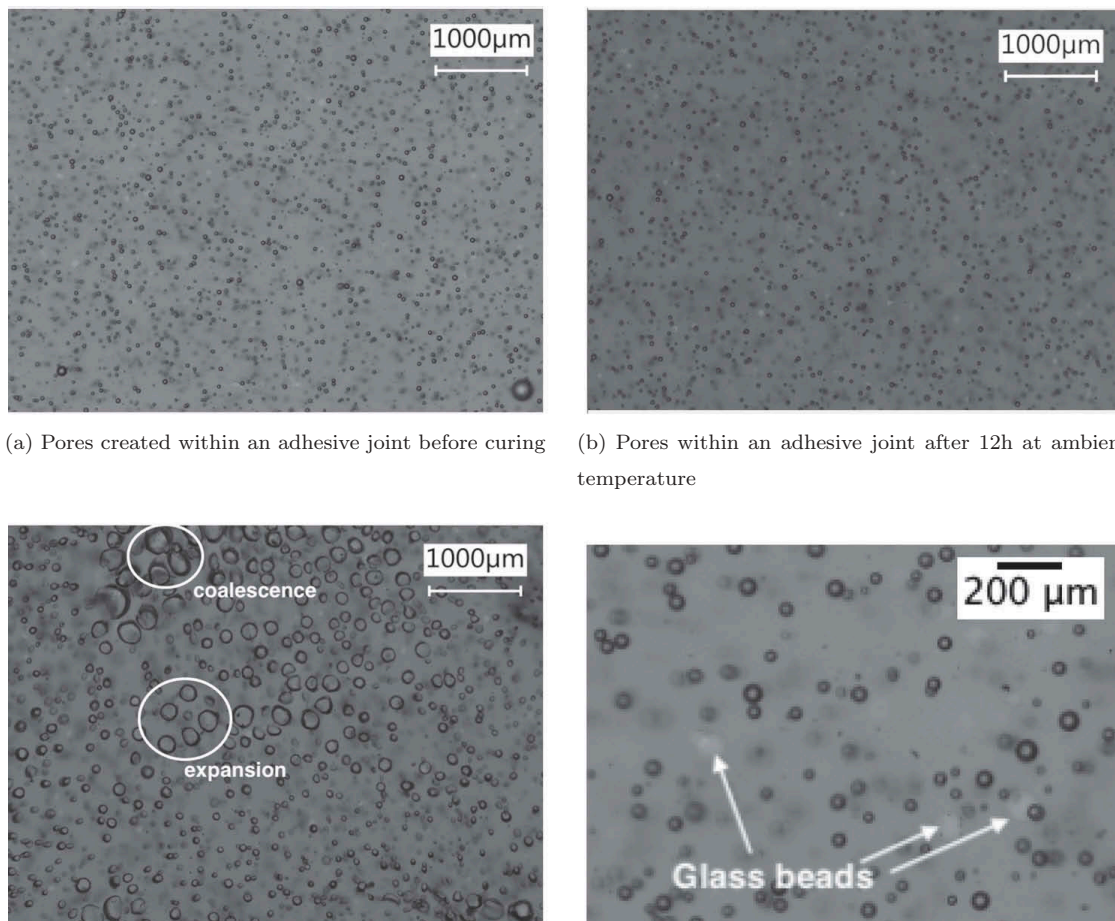 1000µm
1000µm
(a) Pores created within an adhesive joint before curing
(b) Pores within an adhesive joint after 12h at
temperature
1000µm
coalescence
expansion
200 µm
Glass beads